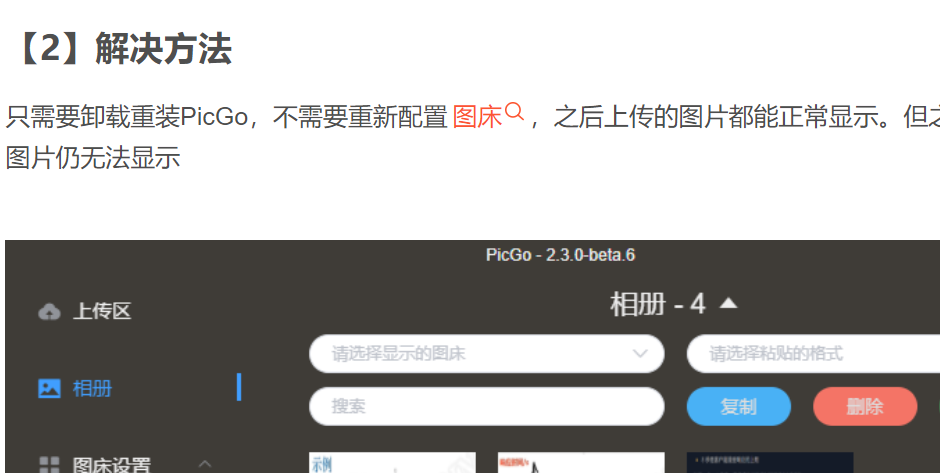 【2】解决方法
只需要卸载重装PicGo，不需要重新配置图床，之后上传的图片都能正常显示。但之
图片仍无法显示
PicGo - 2.3.0-beta.6
上传区
相册 - 4
请选择显示的图床
请选择粘贴的格式
相册
搜索
复制
删除
图床设置
示例